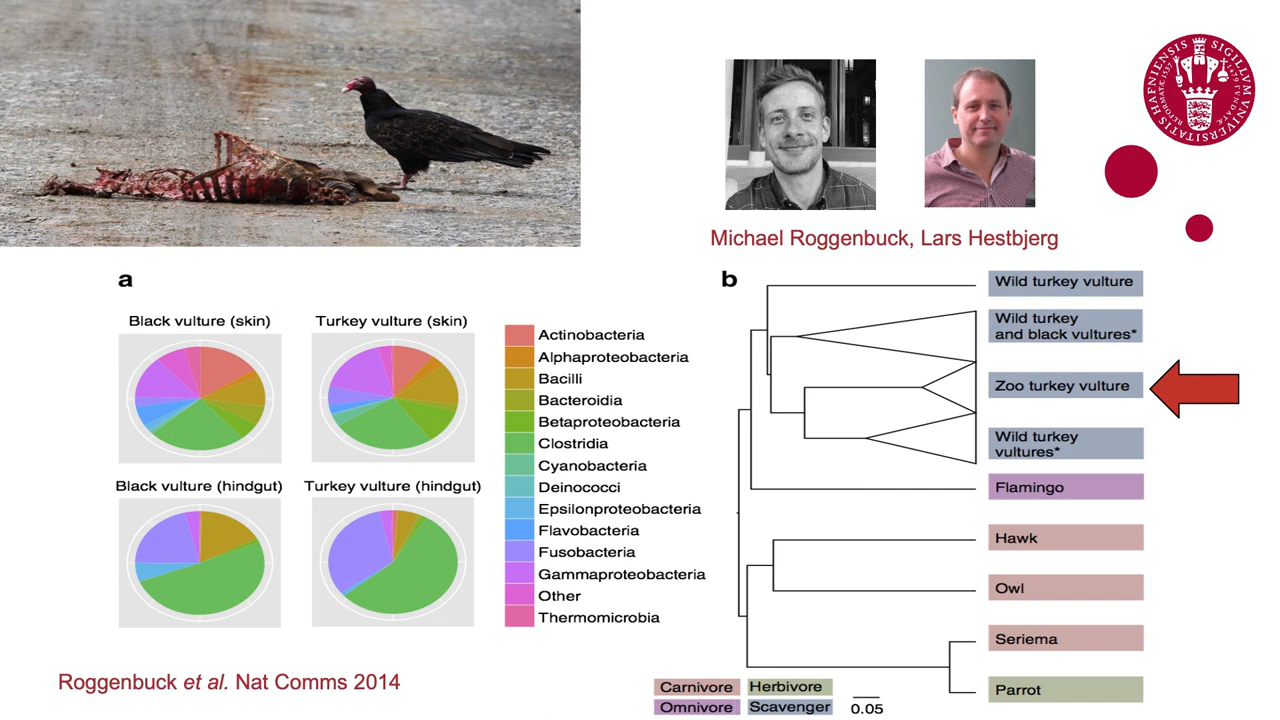 SIGILLVM VNIVERSITATIS HAFNIENSIS
Michael Roggenbuck, Lars Hestbjerg
a
Black vulture (skin)
Turkey vulture (skin)
Black vulture (hindgut)
Turkey vulture (hindgut)
Actinobacteria
Alphaproteobacteria
Bacilli
Bacteroidia
Betaproteobacteria
Clostridia
Cyanobacteria
Deinococci
Epsilonproteobacteria
Flavobacteria
Fusobacteria
Gammaproteobacteria
Other
Thermomicrobia
b
Wild turkey vulture
Wild turkey
and black vultures*
Zoo turkey vulture
Wild turkey
vultures*
Flamingo
Hawk
Owl
Seriema
Parrot
Carnivore
Herbivore
Omnivore
Scavenger
0.05
Roggenbuck et al. Nat Comms 2014